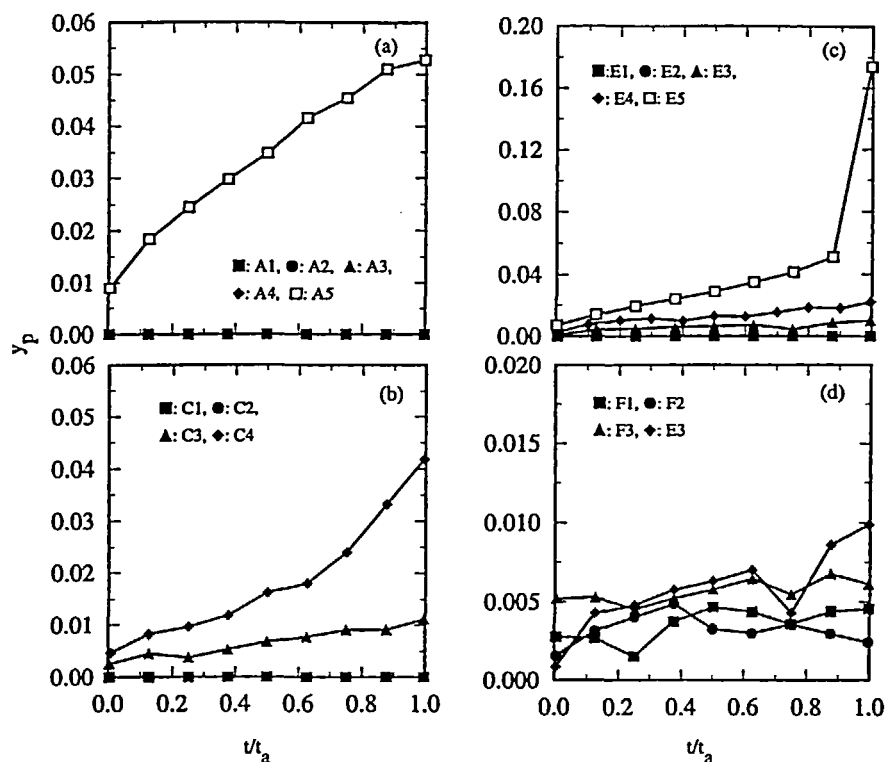 0.06
0.05
0.04
0.03
0.02
0.01
0.00
(a)
■: A1, ●: A2, ▲: A3,
◆: A4, □: A5
y_p
0.06
0.05
0.04
0.03
0.02
0.01
0.00
(b)
■: C1, ●: C2,
▲: C3, ◆: C4
0.0 0.2 0.4 0.6 0.8 1.0
t/t_a
0.20
0.16
0.12
0.08
0.04
0.00
(c)
■:E1, ●: E2, ▲: E3,
◆: E4, □: E5
0.020
0.015
0.010
0.005
0.000
(d)
■: F1, ●: F2
▲: F3, ◆: E3
0.0 0.2 0.4 0.6 0.8 1.0
t/t_a